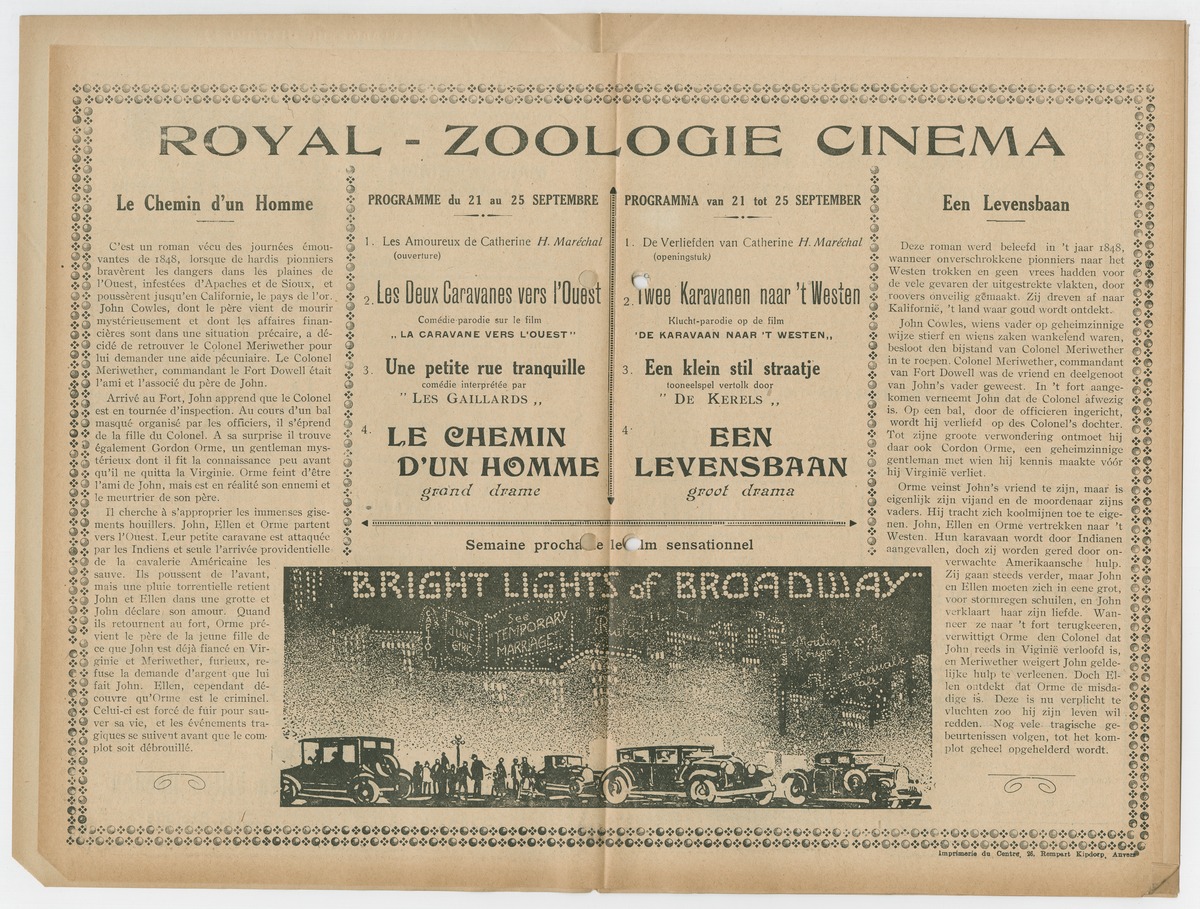 ROYAL - ZOOLOGIE CINEMA
Le Chemin d'un Homme
C'est un roman vécu des journées émou-
vantes de 1848, lorsque de hardis pionniers
bravèrent les dangers dans les plaines de
l'Ouest, infestées d'Apaches et de Sioux, et
poussèrent jusqu'en Californie, le pays de l'or.
John Cowles, dont le père vient de mourir
mystérieusement et dont les affaires finan-
cières sont dans une situation précaire, a dé-
cidé de retrouver le Colonel Meriwether pour
lui demander une aide pécuniaire. Le Colonel
Meriwether, commandant le Fort Dowell était
l'ami et l'associé du père de John.
Arrivé au Fort, John apprend que le Colonel
est en tournée d'inspection. Au cours d'un bal
masqué organisé par les officiers, il s'éprend
de la fille du Colonel. A sa surprise il trouve
également Gordon Orme, un gentleman mys-
térieux dont il fit la connaissance peu avant
qu'il ne quitta la Virginie. Orme feint d'être
l'ami de John, mais est en réalité son ennemi et
le meurtrier de son père.
Il cherche à s'approprier les immenses gise-
ments houillers. John, Ellen et Orme partent
vers l'Ouest. Leur petite caravane est attaquée
par les Indiens et seule l'arrivée providentielle
de la cavalerie Américaine les
sauve. Ils poussent de l'avant,
mais une pluie torrentielle retient
John et Ellen dans une grotte et
John déclare son amour. Quand
ils retournent au fort, Orme pré-
vient le père de la jeune fille de
ce que John est déjà fiancé en Vir-
ginie et Meriwether, furieux, re-
fuse la demande d'argent que lui
fait John. Ellen, cependant dé-
couvre qu'Orme est le criminel.
Celui-ci est forcé de fuir pour sau-
ver sa vie, et les événements tra-
giques se suivent avant que le com-
plot soit débrouillé.
PROGRAMME du 21 au 25 SEPTEMBRE
1. Les Amoureux de Catherine H. Maréchal
(ouverture)
2. Les Deux Caravanes vers l'Ouest
Comédie-parodie sur le film
„ LA CARAVANE VERS L'OUEST "
3. Une petite rue tranquille
comédie interprétée par
" LES GAILLARDS „
4. LE CHEMIN
D'UN HOMME
grand drame
PROGRAMMA van 21 tot 25 SEPTEMBER
1. De Verliefden van Catherine H. Maréchal
(openingstuk)
2. Twee Karavanen naar 't Westen
Klucht-parodie op de film
'DE KARAVAAN NAAR 'T WESTEN„
3. Een klein stil straatje
tooneelspel vertolk door
" DE KERELS „
4. EEN
LEVENSBAAN
groot drama
Semaine procha e le lm sensationnel
"BRIGHT LIGHTS of BROADWAY"
JUNE
See
TEMPORARY
MARRIAGE
Moulin
Rouge
Een Levensbaan
Deze roman werd beleefd in 't jaar 1848,
wanneer onverschrokkene pionniers naar het
Westen trokken en geen vrees hadden voor
de vele gevaren der uitgestrekte vlakten, door
roovers onveilig gemaakt. Zij dreven af naar
Kalifornië, 't land waar goud wordt ontdekt.
John Cowles, wiens vader op geheimzinnige
wijze stierf en wiens zaken wankelend waren,
besloot den bijstand van Colonel Meriwether
in te roepen. Colonel Meriwether, commandant
van Fort Dowell was de vriend en deelgenoot
van John's vader geweest. In 't fort aange-
komen verneemt John dat de Colonel afwezig
is. Op een bal, door de officieren ingericht,
wordt hij verliefd op des Colonel's dochter.
Tot zijne groote verwondering ontmoet hij
daar ook Cordon Orme, een geheimzinnige
gentleman met wien hij kennis maakte vóór
hij Virginië verliet.
Orme veinst John's vriend te zijn, maar is
eigenlijk zijn vijand en de moordenaar zijns
vaders. Hij tracht zich koolmijnen toe te eige-
nen. John, Ellen en Orme vertrekken naar 't
Westen. Hun karavaan wordt door Indianen
aangevallen, doch zij worden gered door on-
verwachte Amerikaansche hulp.
Zij gaan steeds verder, maar John
en Ellen moeten zich in eene grot,
voor stormregen schuilen, en John
verklaart haar zijn liefde. Wan-
neer ze naar 't fort terugkeeren,
verwittigt Orme den Colonel dat
John reeds in Viginië verloofd is,
en Meriwether weigert John gelde-
lijke hulp te verleenen. Doch El-
len ontdekt dat Orme de misda-
dige is. Deze is nu verplicht te
vluchten zoo hij zijn leven wil
redden. Nog vele tragische ge-
beurtenissen volgen, tot het kom-
plot geheel opgehelderd wordt.
Imprimerie du Centre, 26, Rempart Kipdorp, Anvers